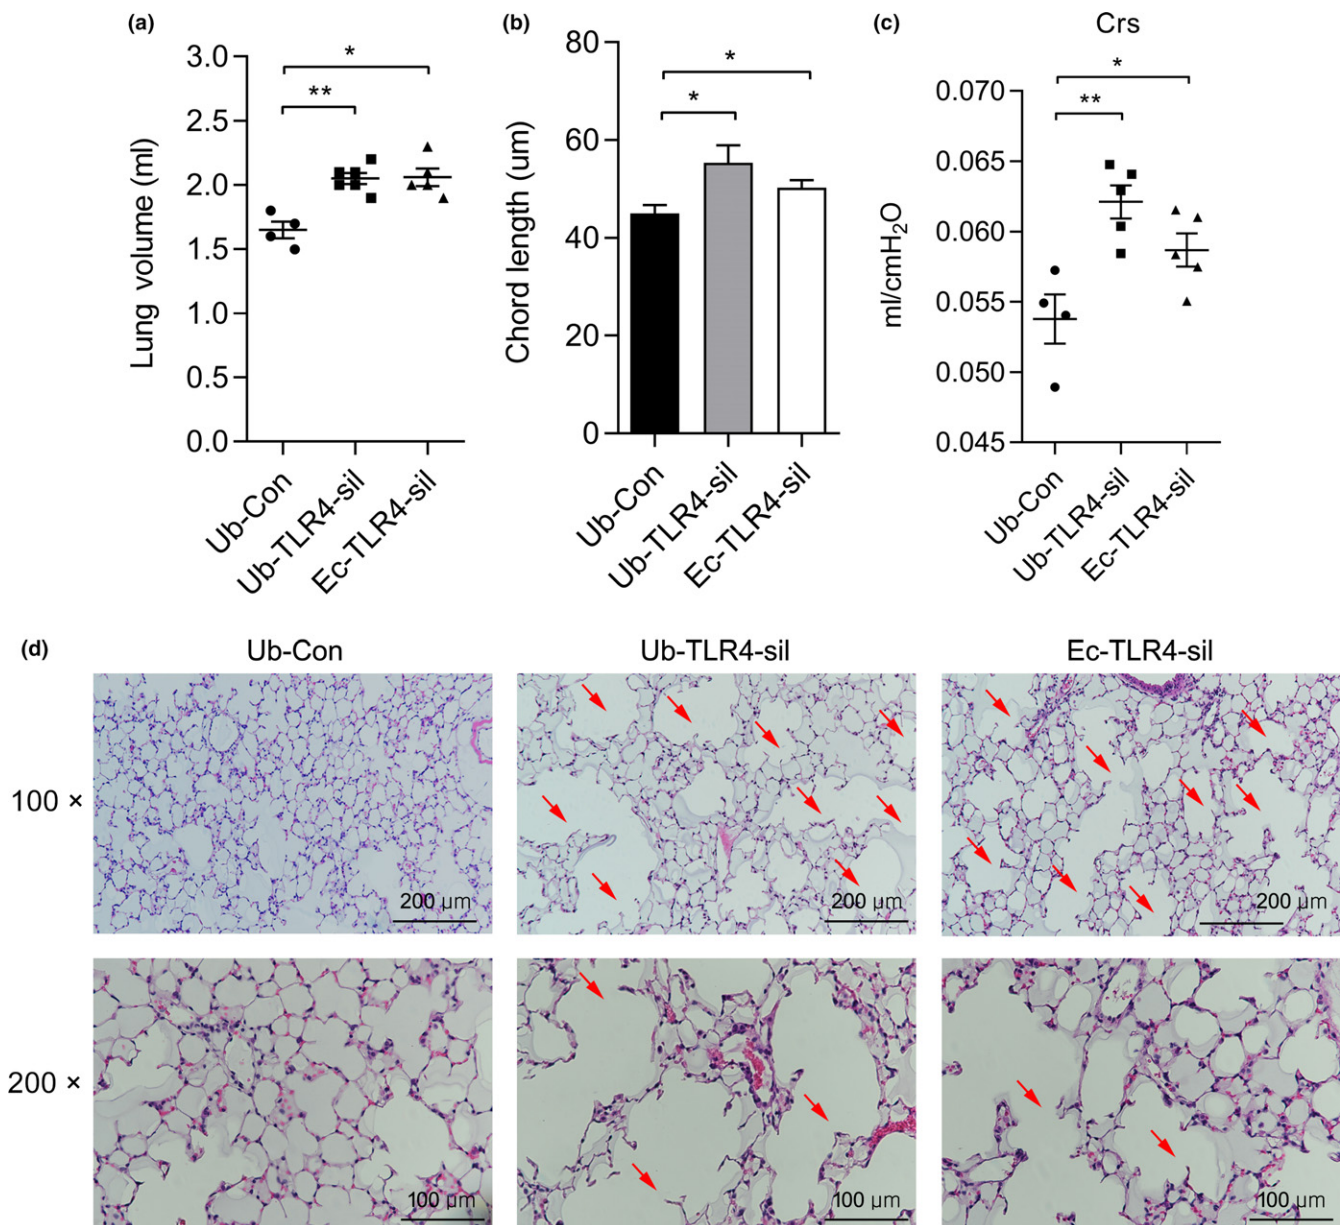 (a)
3.0
2.5
2.0
1.5
1.0
0.5
0.0
Lung volume (ml)
*
**
Ub-Con
Ub-TLR4-sil
Ec-TLR4-sil
(b)
80
60
40
20
0
Chord length (um)
*
*
Ub-Con
Ub-TLR4-sil
Ec-TLR4-sil
(c)
Crs
0.070
0.065
0.060
0.055
0.050
0.045
ml/cmH₂O
*
**
Ub-Con
Ub-TLR4-sil
Ec-TLR4-sil
(d)
Ub-Con
Ub-TLR4-sil
Ec-TLR4-sil
100 ×
200 μm
200 μm
200 μm
200 ×
100 μm
100 μm
100 μm